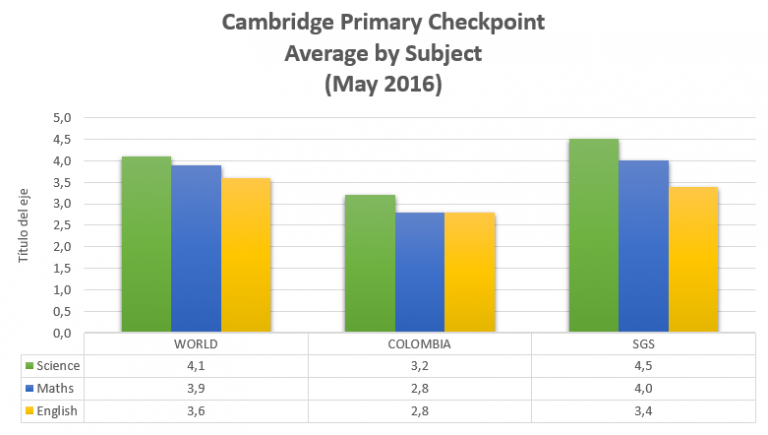 Cambridge Primary Checkpoint
Average by Subject
(May 2016)
5,0
4,5
4,0
3,5
3,0
2,5
2,0
1,5
1,0
0,5
0,0
Título del eje
WORLD COLOMBIA SGS
Science 4,1 3,2 4,5
Maths 3,9 2,8 4,0
English 3,6 2,8 3,4